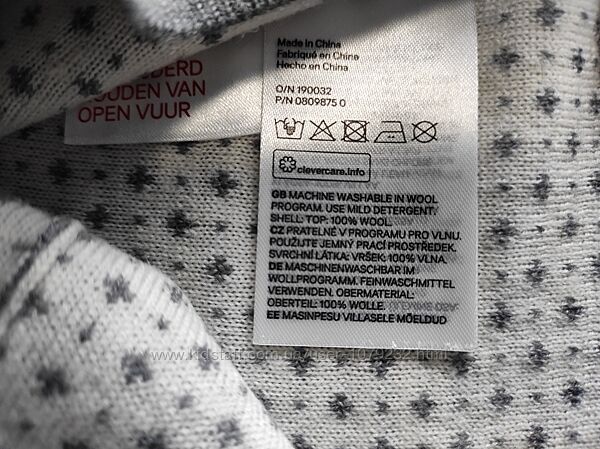 Made in China
Fabriqué en China
Hecho en China
O/N 190032
P/N 0809875 0
clevercare.info
GB MACHINE WASHABLE IN WOOL
PROGRAM. USE MILD DETERGENT.
SHELL: TOP: 100% WOOL.
CZ PRATELNÉ V PROGRAMU PRO VLNU.
POUŽIJTE JEMNÝ PRACÍ PROSTŘEDEK.
SVRCHNÍ LÁTKA: VRŠEK: 100% VLNA.
DE MASCHINENWASCHBAR IM
WOLLPROGRAMM. FEINWASCHMITTEL
VERWENDEN. OBERMATERIAL:
OBERTEIL: 100% WOLLE.
EE MASINPESU VILLASELE MÕELDUD
OUDEN VAN
OPEN VUUR